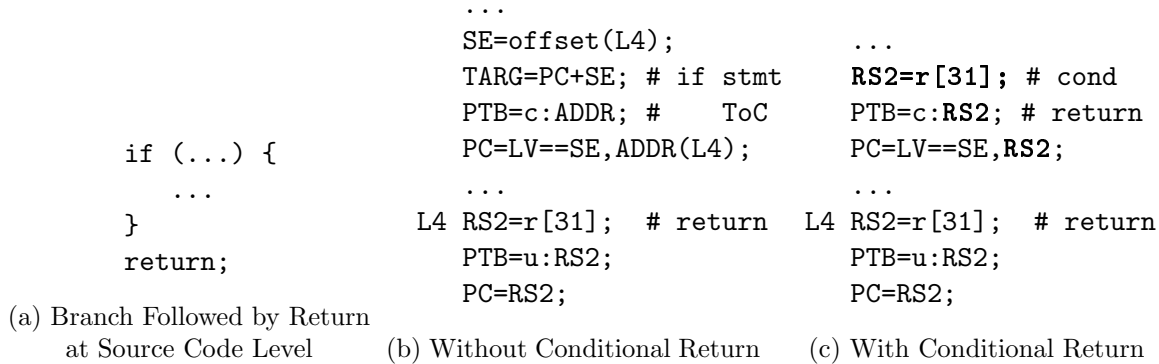 if (...) {
...
}
return;
(a) Branch Followed by Return
at Source Code Level
...
SE=offset(L4);
TARG=PC+SE; # if stmt
PTB=c:ADDR; # ToC
PC=LV==SE,ADDR(L4);
...
L4 RS2=r[31]; # return
PTB=u:RS2;
PC=RS2;
(b) Without Conditional Return
...
RS2=r[31]; # cond
PTB=c:RS2; # return
PC=LV==SE,RS2;
...
L4 RS2=r[31]; # return
PTB=u:RS2;
PC=RS2;
(c) With Conditional Return